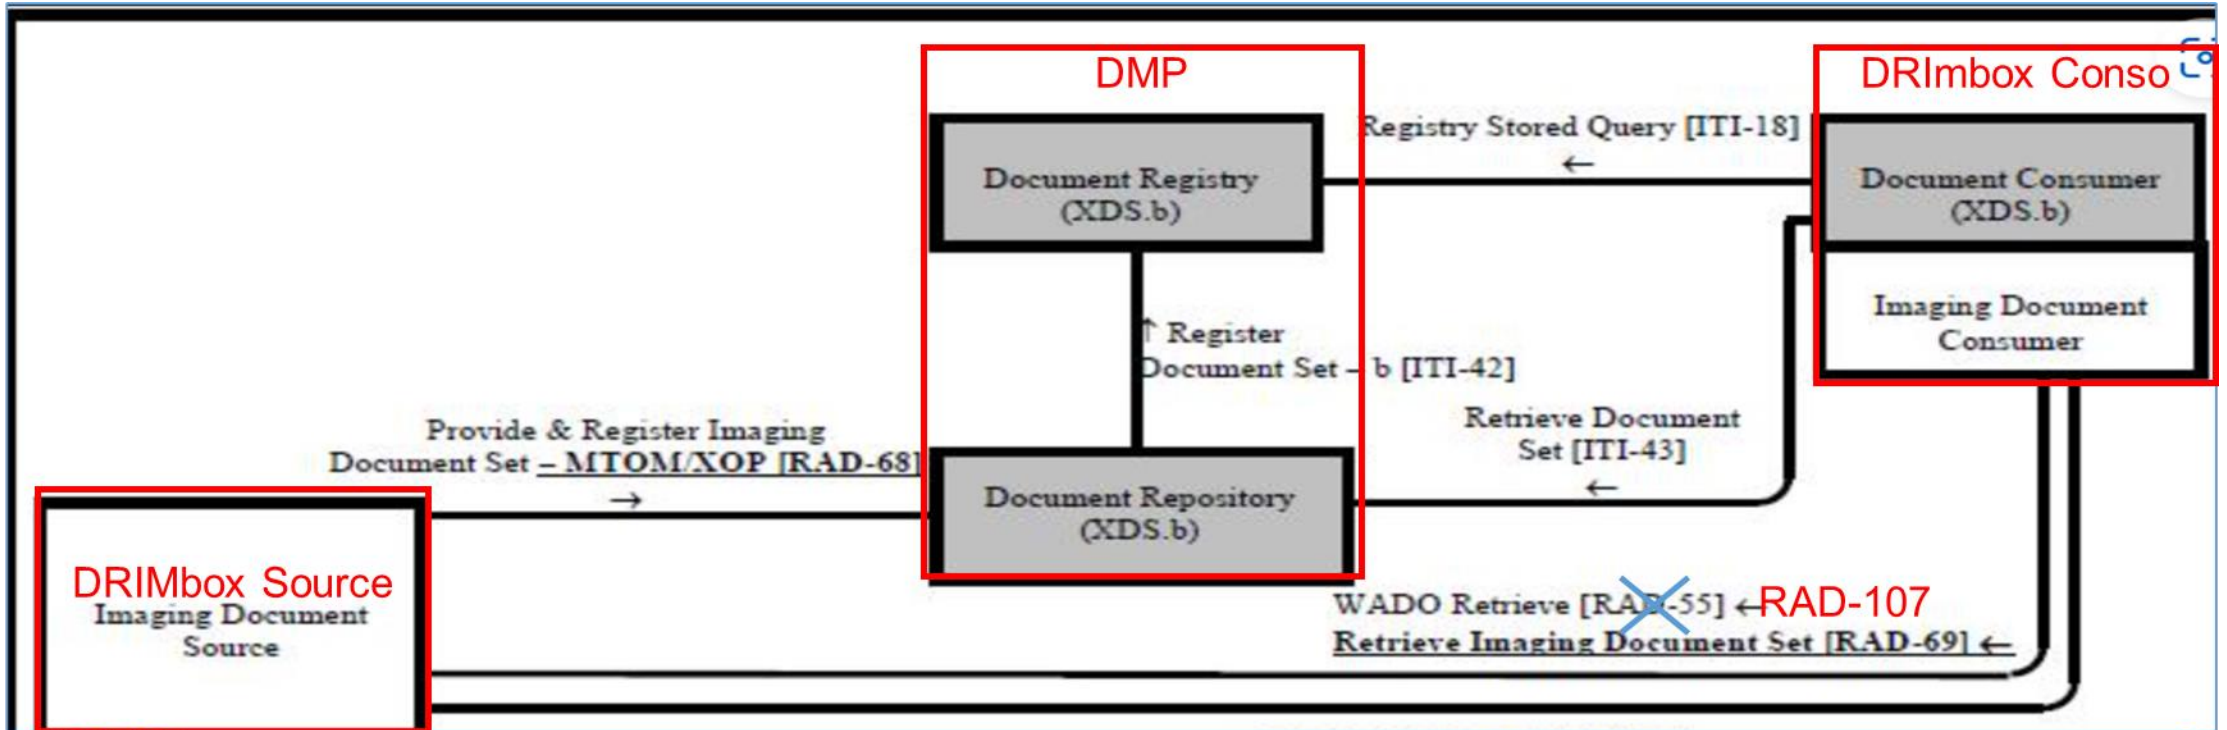 DMP
DRImbox Conso
Registry Stored Query [ITI-18]
←
Document Registry
(XDS.b)
Document Consumer
(XDS.b)
Imaging Document
Consumer
↑ Register
Document Set – b [ITI-42]
Retrieve Document
Set [ITI-43]
←
Provide & Register Imaging
Document Set – MTOM/XOP [RAD-68]
→
Document Repository
(XDS.b)
DRIMbox Source
Imaging Document
Source
WADO Retrieve [RAD-55] ← RAD-107
Retrieve Imaging Document Set [RAD-69] ←